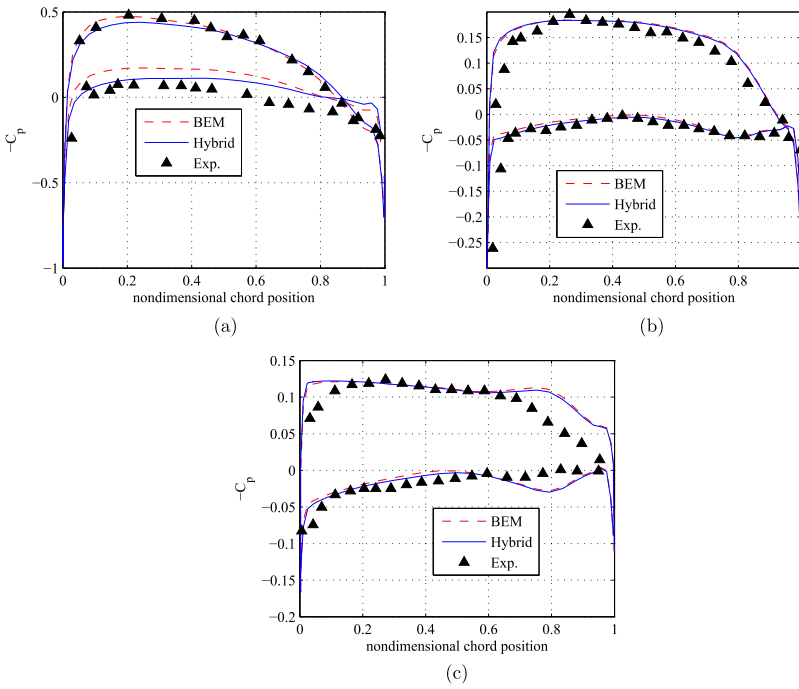 0.5
0
−0.5
−1
−C_p
0 0.2 0.4 0.6 0.8 1
nondimensional chord position
BEM
Hybrid
Exp.
(a)
0.15
0.1
0.05
0
−0.05
−0.1
−0.15
−0.2
−0.25
−C_p
0 0.2 0.4 0.6 0.8
nondimensional chord position
BEM
Hybrid
Exp.
(b)
0.15
0.1
0.05
0
−0.05
−0.1
−0.15
−0.2
−C_p
0 0.2 0.4 0.6 0.8 1
nondimensional chord position
BEM
Hybrid
Exp.
(c)